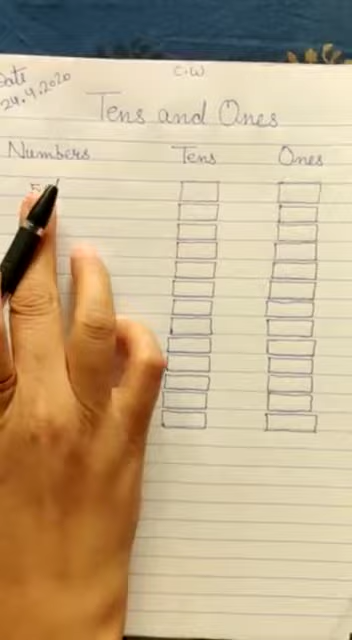 C.W
Date
24.4.2020
Tens and Ones
Numbers Tens Ones